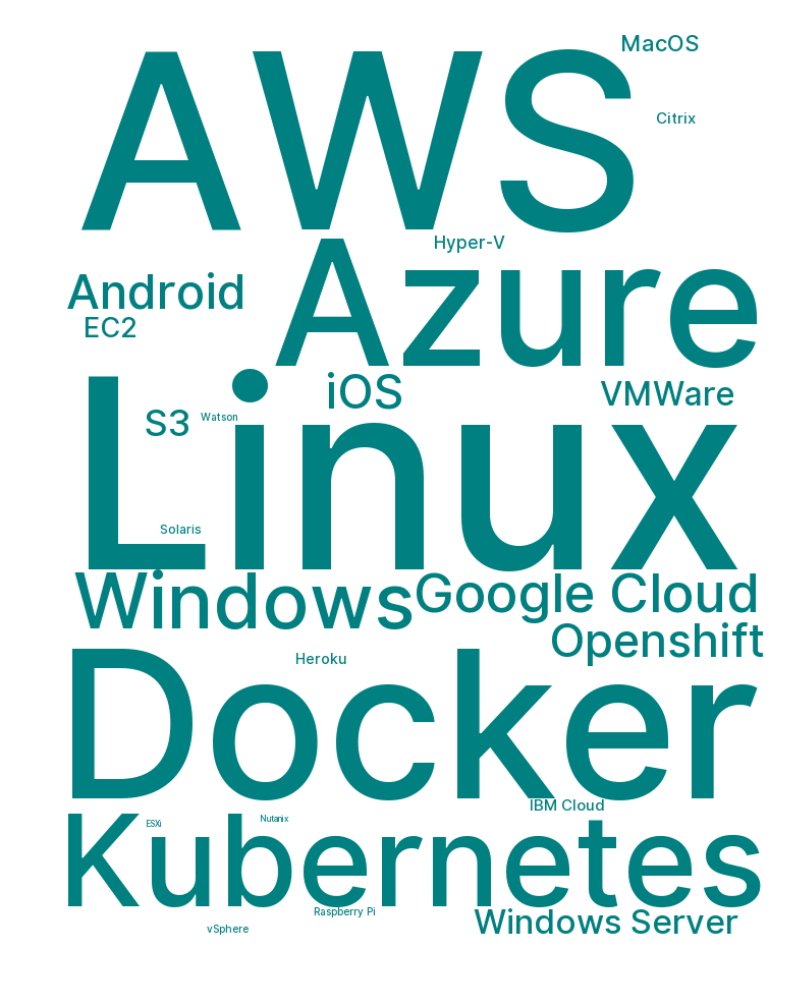 MacOS
AWS
Citrix
Hyper-V
Azure
Android
EC2
iOS
VMWare
S3
Watson
Linux
Solaris
Windows
Google Cloud
Openshift
Heroku
Docker
IBM Cloud
Nutanix
ESXi
Kubernetes
Raspberry Pi
Windows Server
vSphere